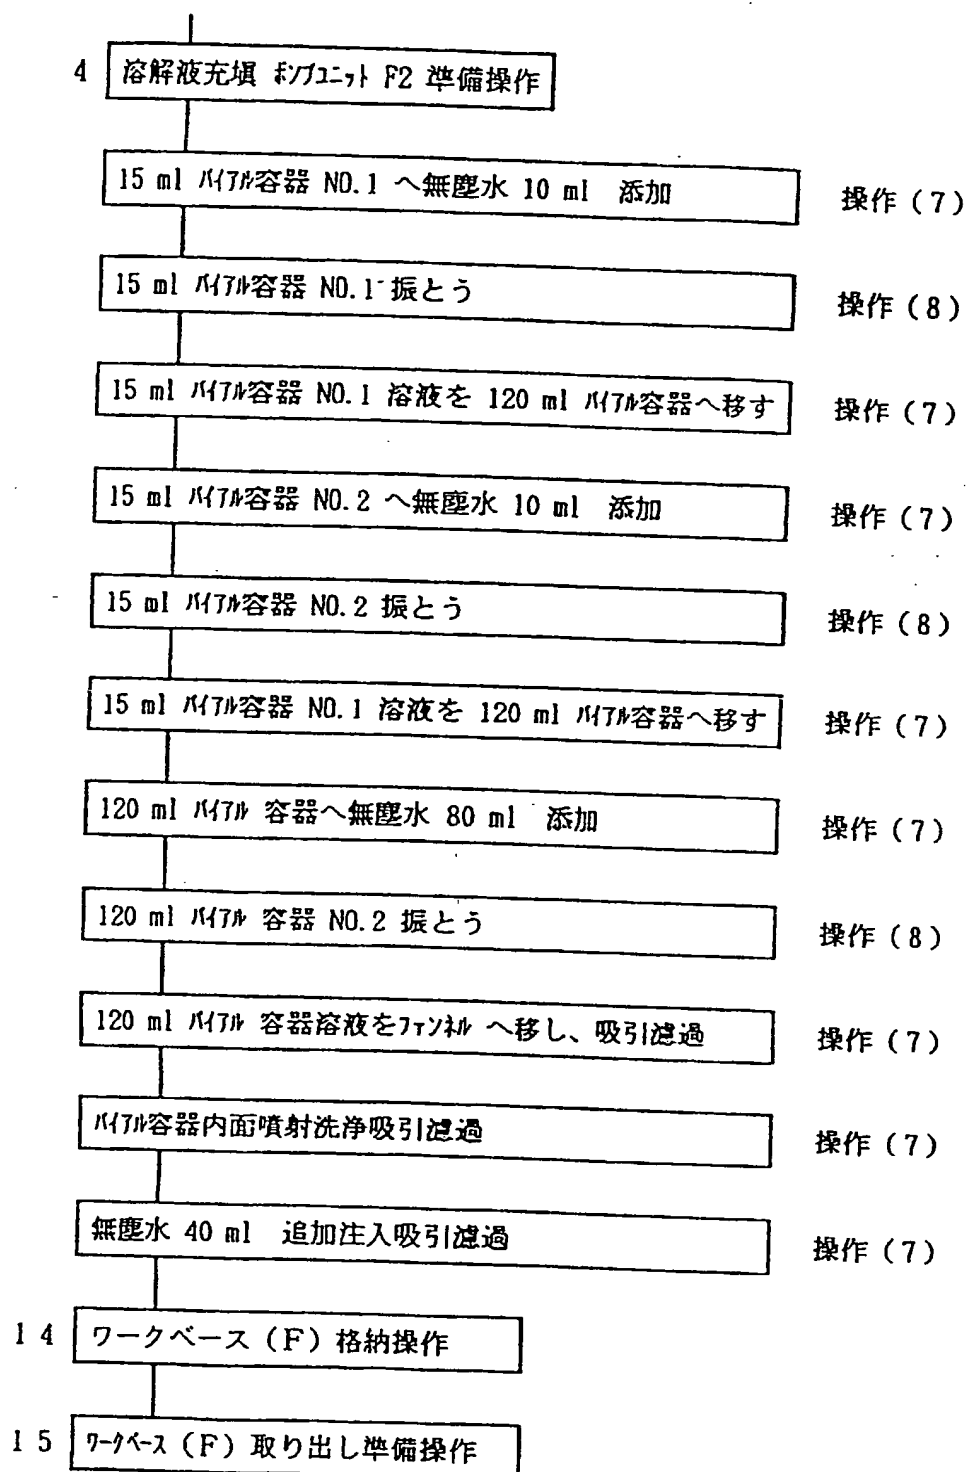 4 溶解液充塡 ポンプユニット F2 準備操作
15 ml バイアル容器 NO.1 へ無塵水 10 ml 添加 操作(7)
15 ml バイアル容器 NO.1 振とう 操作(8)
15 ml バイアル容器 NO.1 溶液を 120 ml バイアル容器へ移す 操作(7)
15 ml バイアル容器 NO.2 へ無塵水 10 ml 添加 操作(7)
15 ml バイアル容器 NO.2 振とう 操作(8)
15 ml バイアル容器 NO.1 溶液を 120 ml バイアル容器へ移す 操作(7)
120 ml バイアル 容器へ無塵水 80 ml 添加 操作(7)
120 ml バイアル 容器 NO.2 振とう 操作(8)
120 ml バイアル 容器溶液をファンネル へ移し、吸引濾過 操作(7)
バイアル容器内面噴射洗浄吸引濾過 操作(7)
無塵水 40 ml 追加注入吸引濾過 操作(7)
14 ワークベース(F)格納操作
15 ワークベース(F)取り出し準備操作